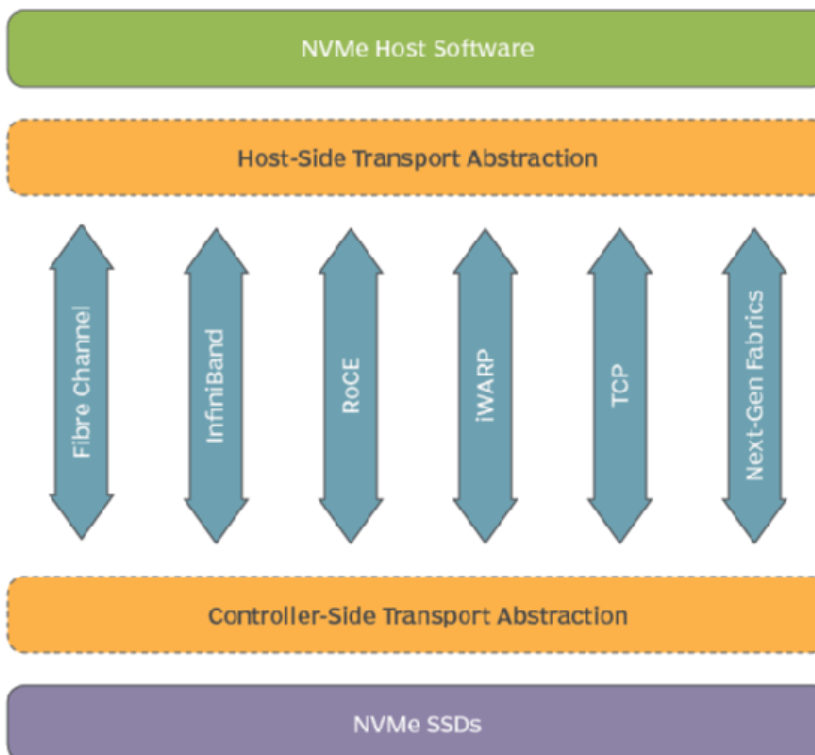 NVMe Host Software
Host-Side Transport Abstraction
Fibre Channel
InfiniBand
RoCE
iWARP
TCP
Next-Gen Fabrics
Controller-Side Transport Abstraction
NVMe SSDs